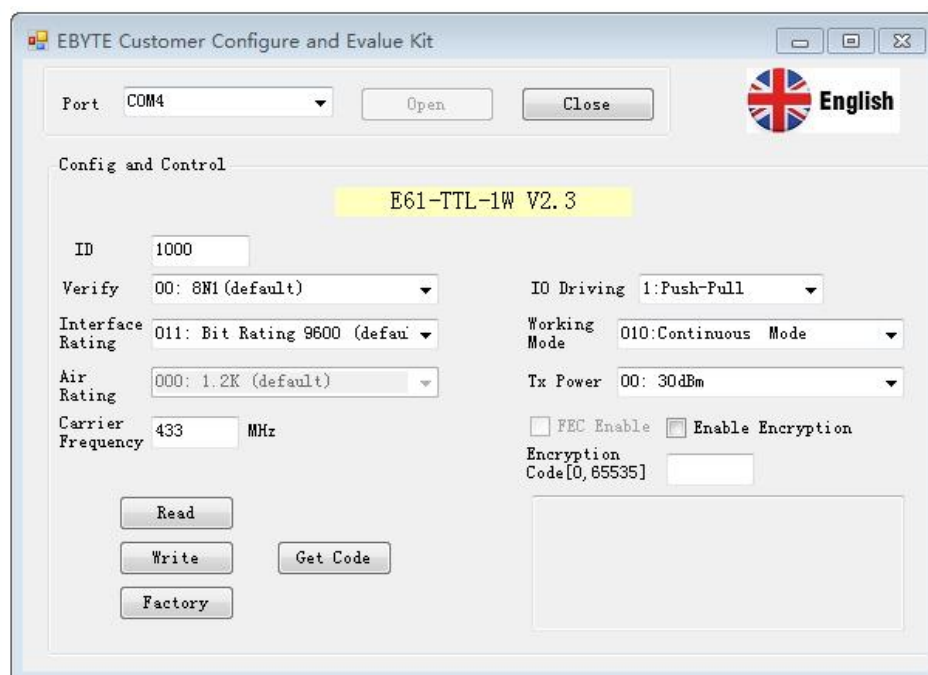 EBYTE Customer Configure and Evalue Kit
Port COM4 Open Close English
Config and Control
E61-TTL-1W V2.3
ID 1000
Verify 00: 8N1(default) IO Driving 1:Push-Pull
Interface Rating 011: Bit Rating 9600 (defau Working Mode 010:Continuous Mode
Air Rating 000: 1.2K (default) Tx Power 00: 30dBm
Carrier Frequency 433 MHz FEC Enable Enable Encryption
Encryption Code[0,65535]
Read
Write Get Code
Factory